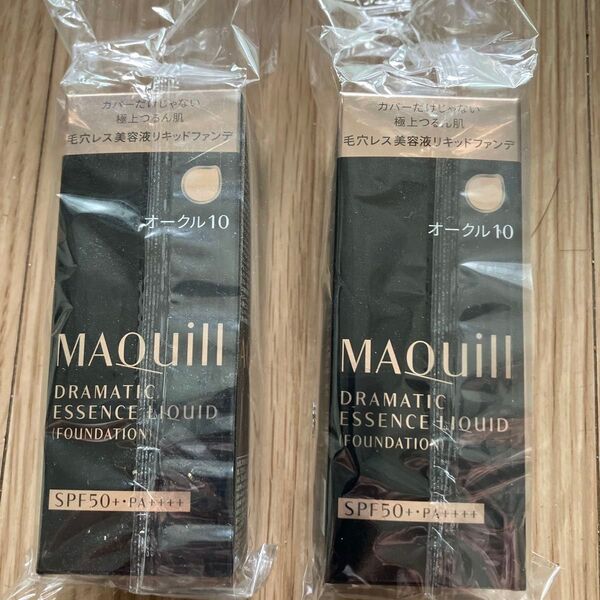 カバーだけじゃない
極上つるん肌
毛穴レス美容液リキッドファンデ
オークル10
MAQuill
DRAMATIC
ESSENCE LIQUID
(FOUNDATION)
SPF50+・PA++++
カバーだけじゃない
極上つるん肌
毛穴レス美容液リキッドファンデ
オークル10
MAQuill
DRAMATIC
ESSENCE LIQUID
(FOUNDATION)
SPF50+・PA++++